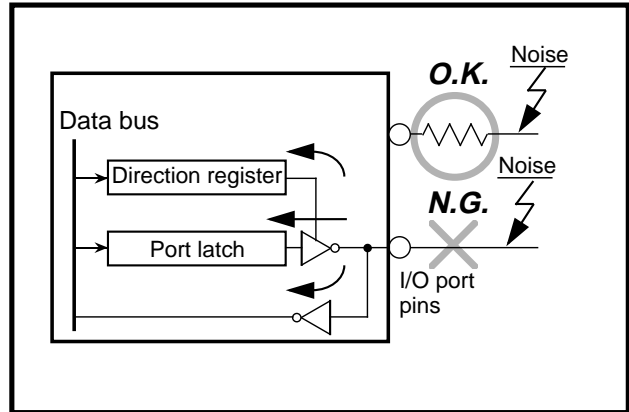 Noise
O.K.
Data bus
Noise
Direction register
N.G.
Port latch
I/O port
pins